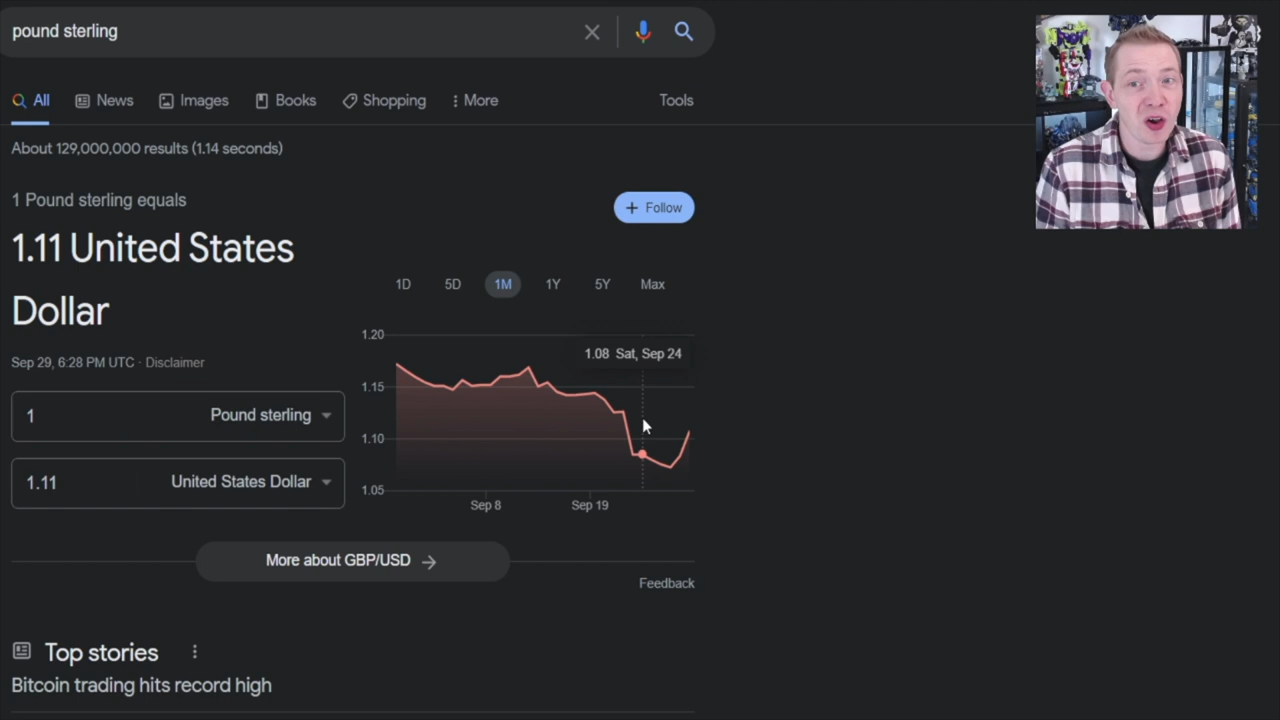 pound sterling
All
News
Images
Books
Shopping
More
Tools
About 129,000,000 results (1.14 seconds)
1 Pound sterling equals
Follow
1.11 United States
Dollar
Sep 29, 6:28 PM UTC · Disclaimer
1 Pound sterling
1.11 United States Dollar
1D 5D 1M 1Y 5Y Max
1.20
1.08 Sat, Sep 24
1.15
1.10
1.05
Sep 8 Sep 19
More about GBP/USD
Feedback
Top stories
Bitcoin trading hits record high